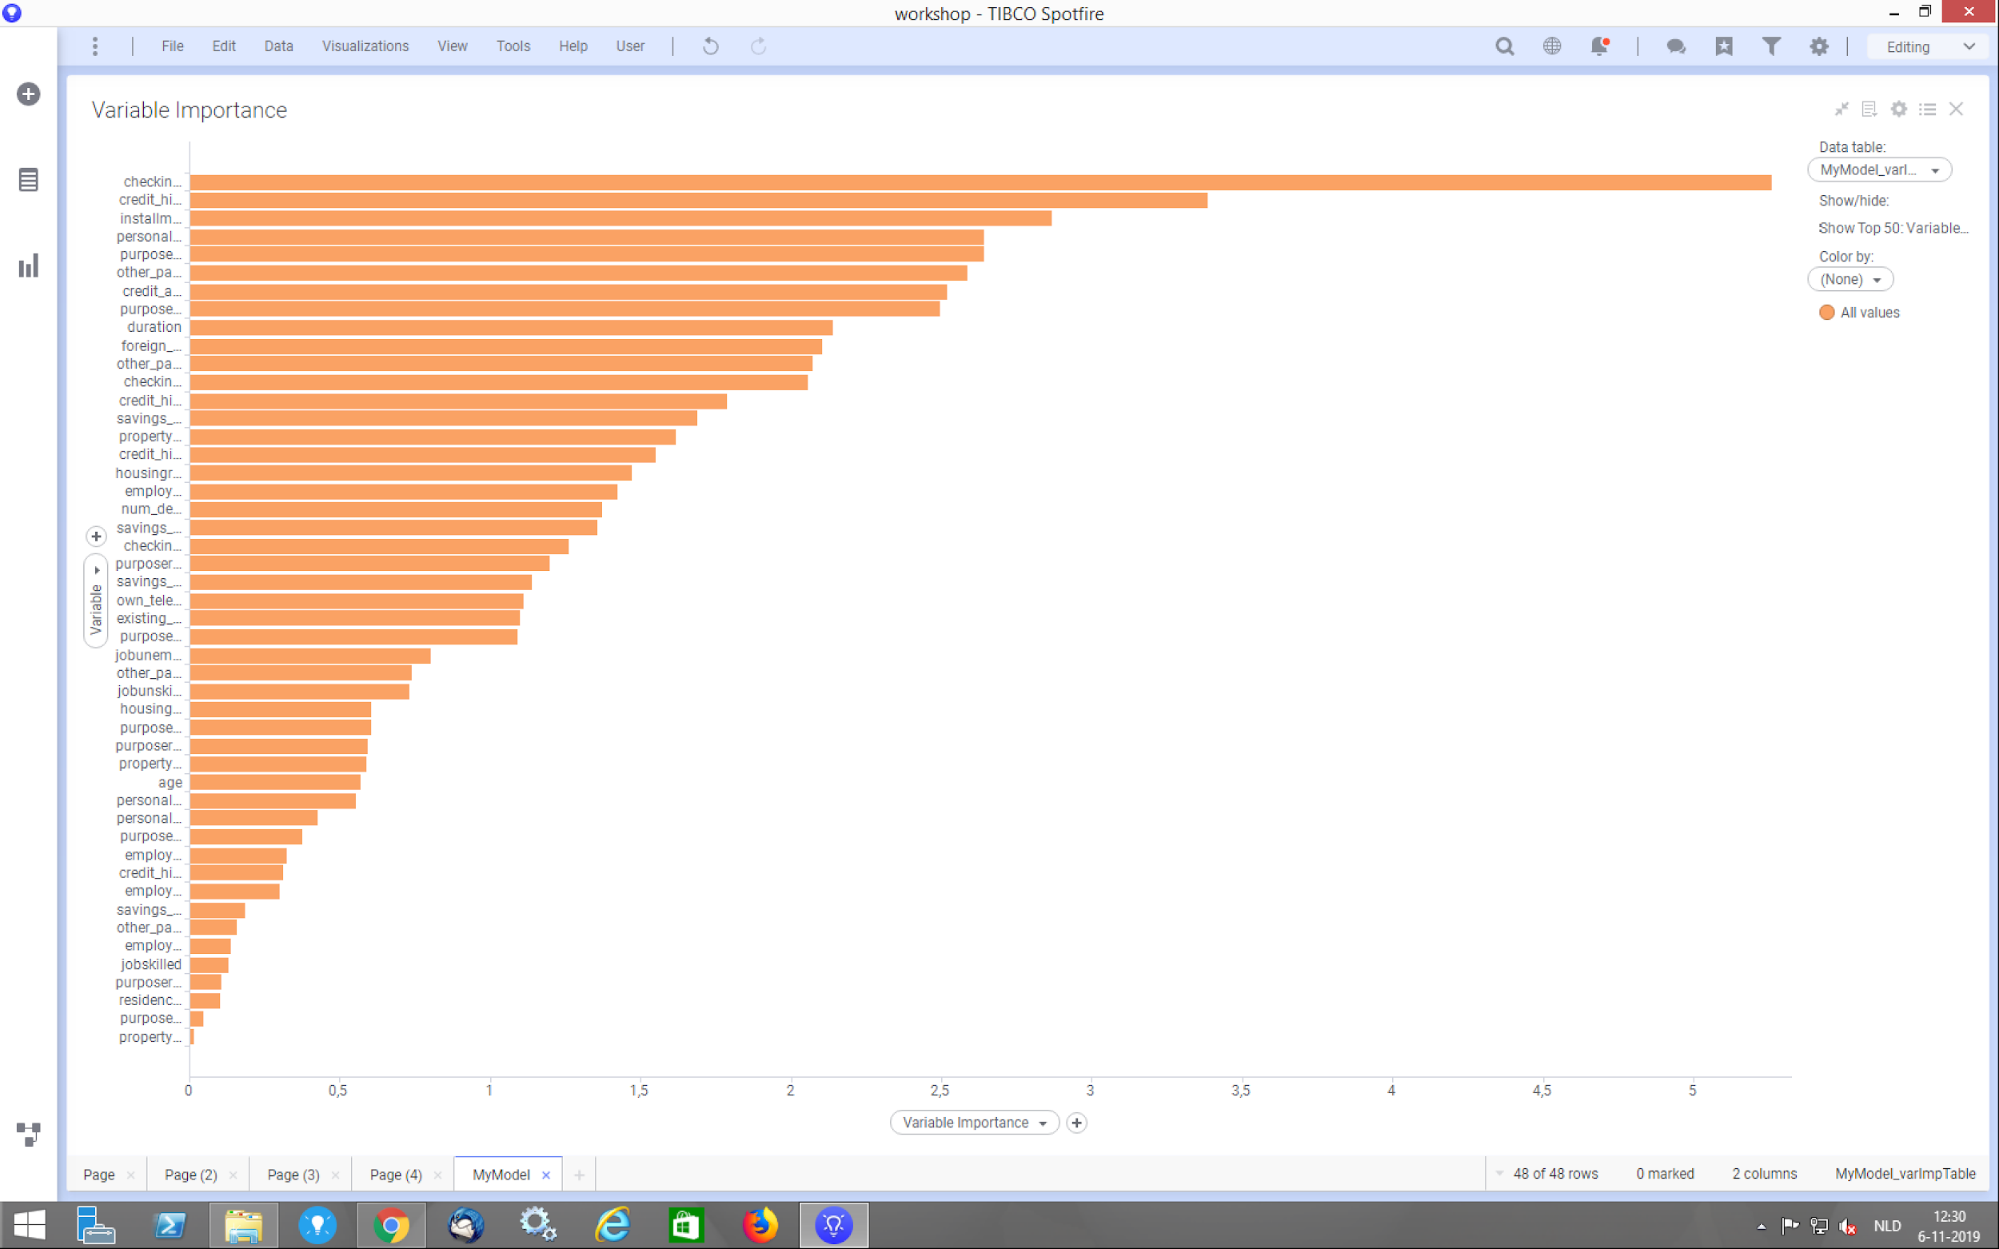 workshop - TIBCO Spotfire
File Edit Data Visualizations View Tools Help User Editing
Variable Importance
Data table:
MyModel_varI...
Show/hide:
Show Top 50: Variable...
Color by:
(None)
All values
checkin...
credit_hi...
installm...
personal...
purpose...
other_pa...
credit_a...
purpose...
duration
foreign_...
other_pa...
checkin...
credit_hi...
savings_...
property...
credit_hi...
housingr...
employ...
num_de...
savings_...
checkin...
purposer...
savings_...
own_tele...
existing_...
purpose...
jobunem...
other_pa...
jobunski...
housing...
purpose...
purposer...
property...
age
personal...
personal...
purpose...
employ...
credit_hi...
employ...
savings_...
other_pa...
employ...
jobskilled
purposer...
residenc...
purpose...
property...
Variable
0 0,5 1 1,5 2 2,5 3 3,5 4 4,5 5
Variable Importance
Page Page (2) Page (3) Page (4) MyModel 48 of 48 rows 0 marked 2 columns MyModel_varImpTable
NLD
12:30
6-11-2019